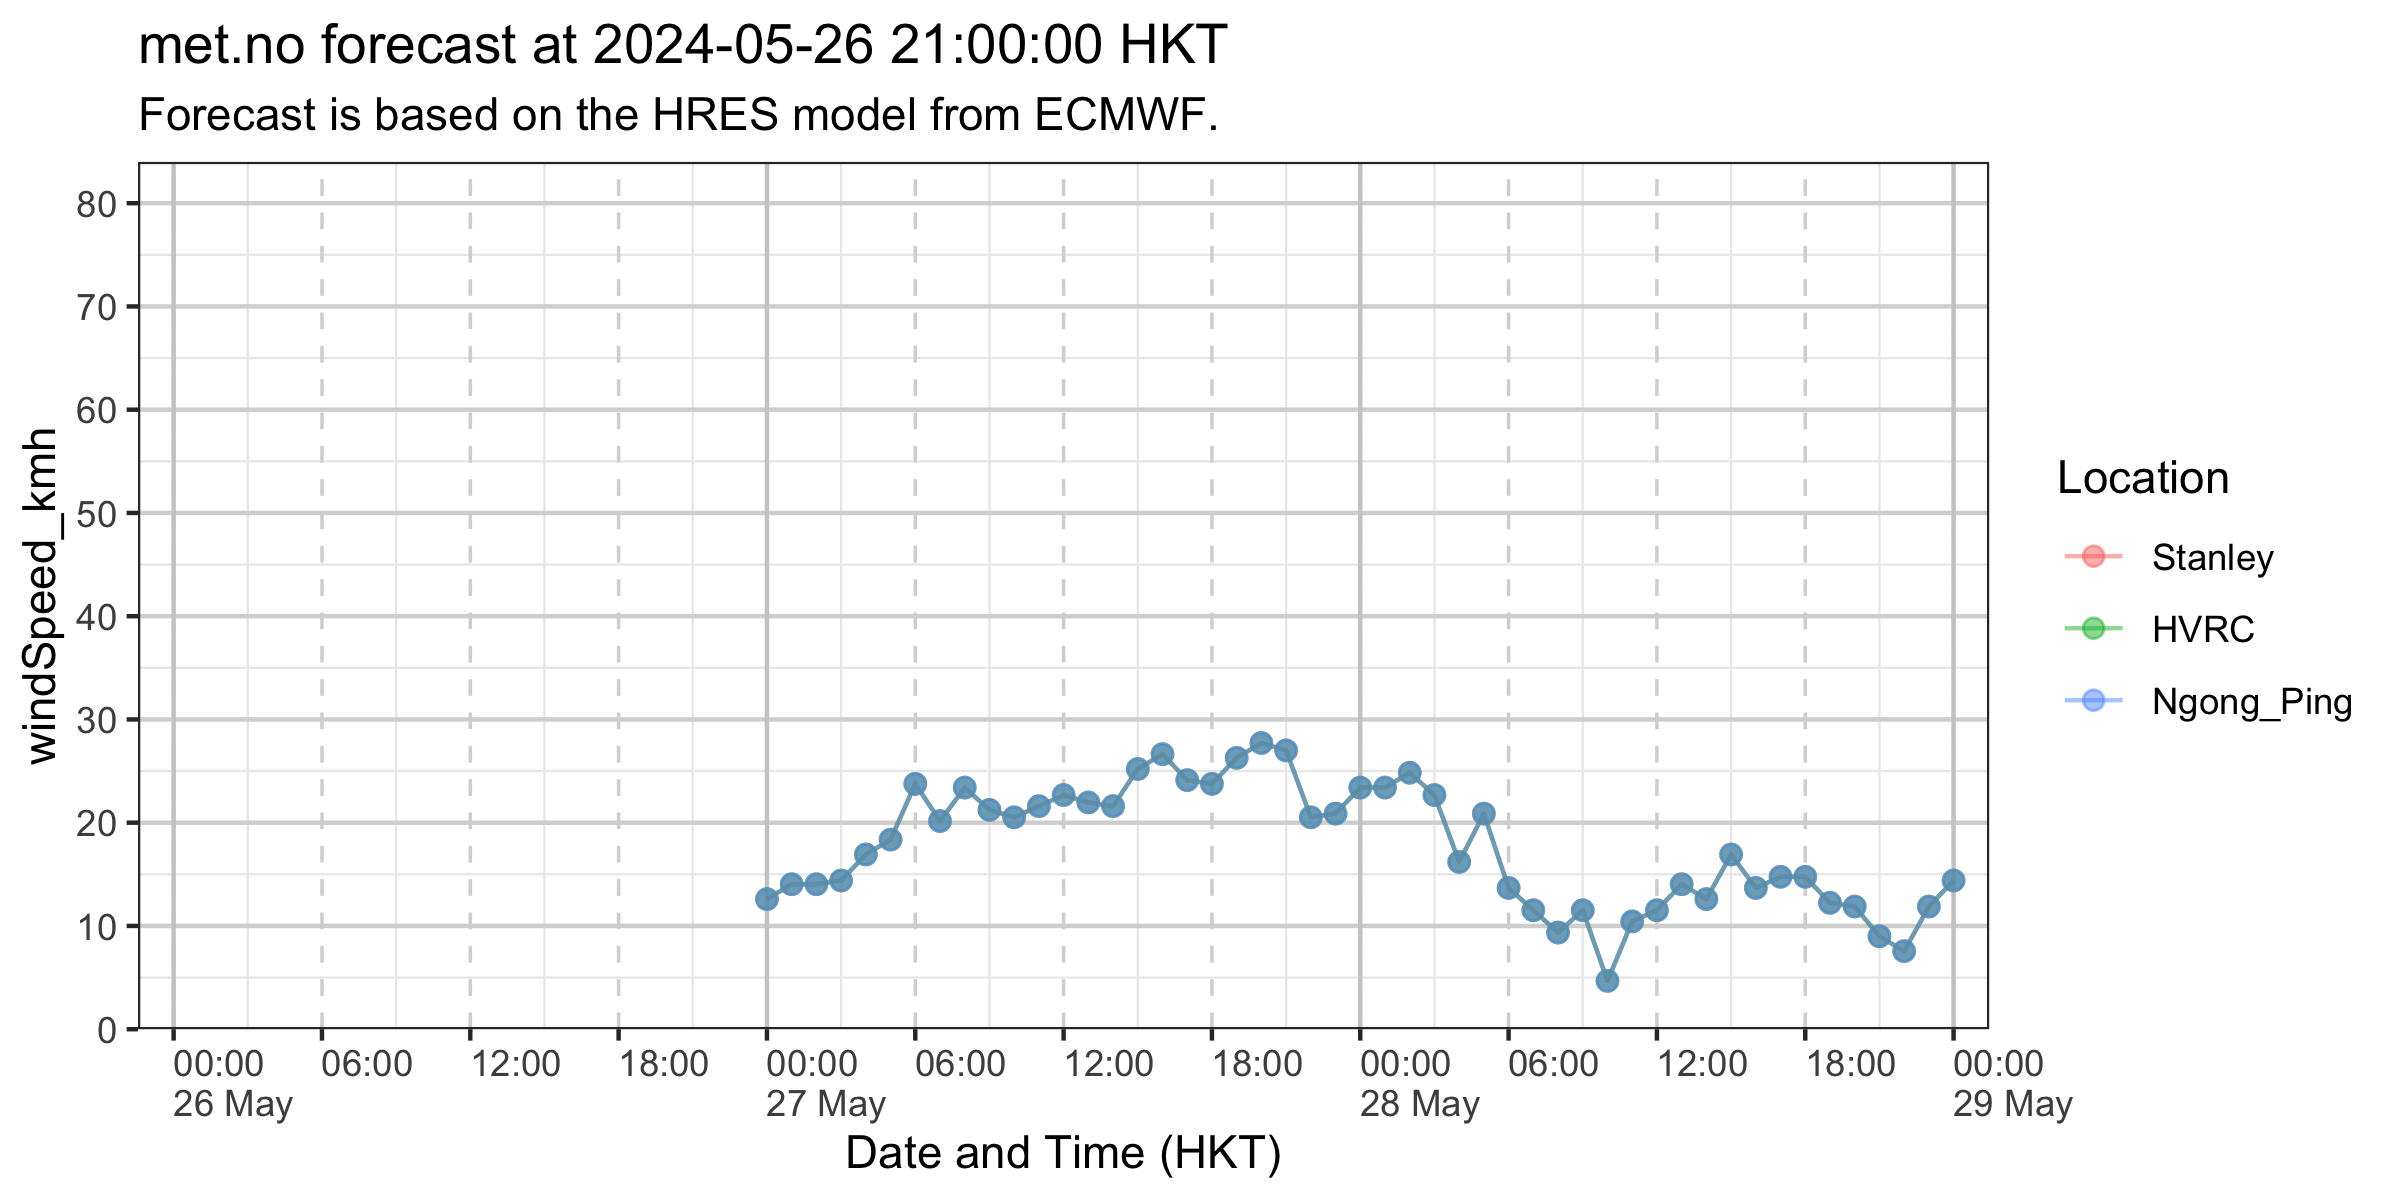 met.no forecast at 2024-05-26 21:00:00 HKT
Forecast is based on the HRES model from ECMWF.
windSpeed_kmh
80
70
60
50
40
30
20
10
0
00:00 06:00 12:00 18:00 00:00 06:00 12:00 18:00 00:00 06:00 12:00 18:00 00:00
26 May 27 May 28 May 29 May
Date and Time (HKT)
Location
Stanley
HVRC
Ngong_Ping